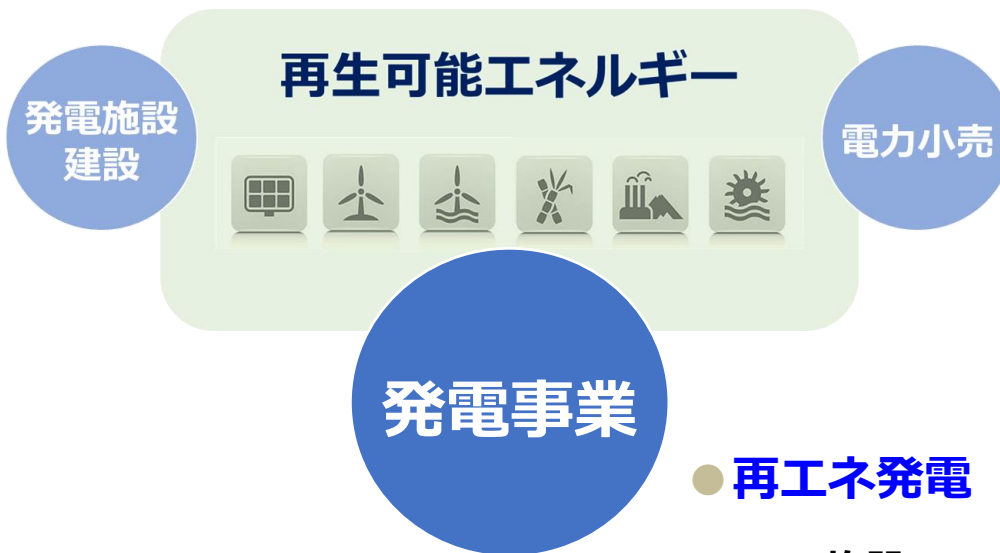 再生可能エネルギー
発電施設
建設
電力小売
発電事業
●再エネ発電